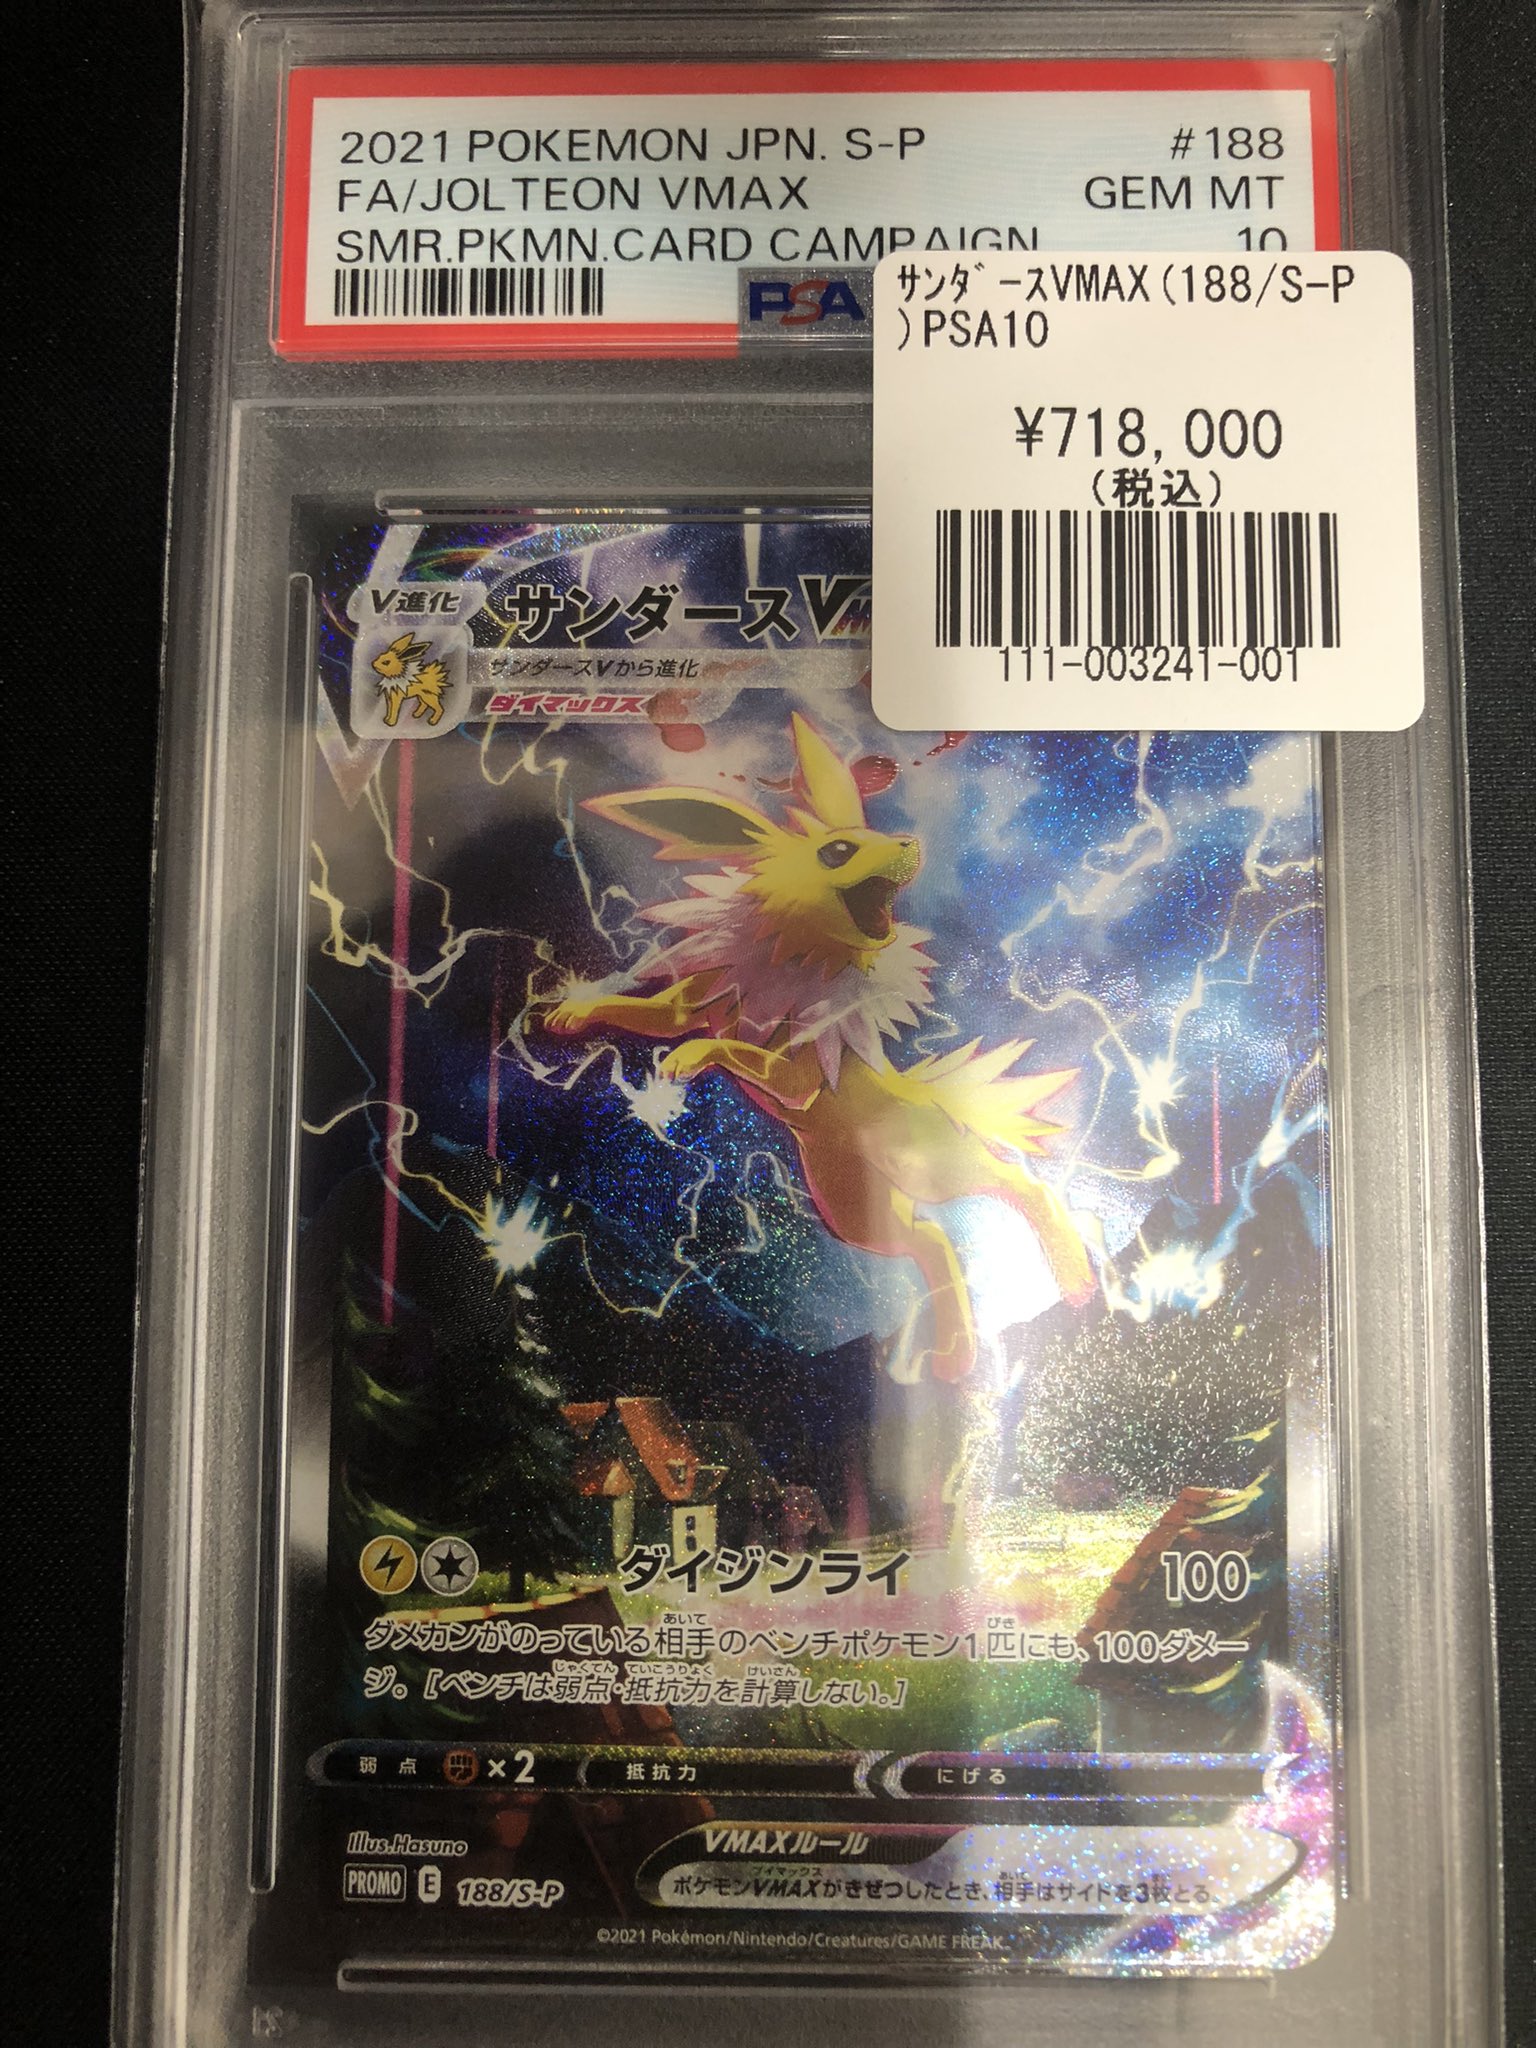 2021 POKEMON JPN. S-P #188
FA/JOLTEON VMAX GEM MT
SMR.PKMN.CARD CAMPAIGN 10
PSA
ｻﾝﾀﾞｰｽVMAX(188/S-P
)PSA10
¥718,000
(税込)
111-003241-001
V進化
サンダースV
サンダースVから進化
ダイマックス
ダイジンライ 100
ダメカンがのっている相手のベンチポケモン1匹にも、100ダメー
ジ。[ベンチは弱点・抵抗力を計算しない。]
弱点 ×2 抵抗力 にげる
Illus.Hasuno
VMAXルール
PROMO E 188/S-P
ポケモンVMAXがきぜつしたとき、相手はサイドを3枚とる。
©2021 Pokémon/Nintendo/Creatures/GAME FREAK.